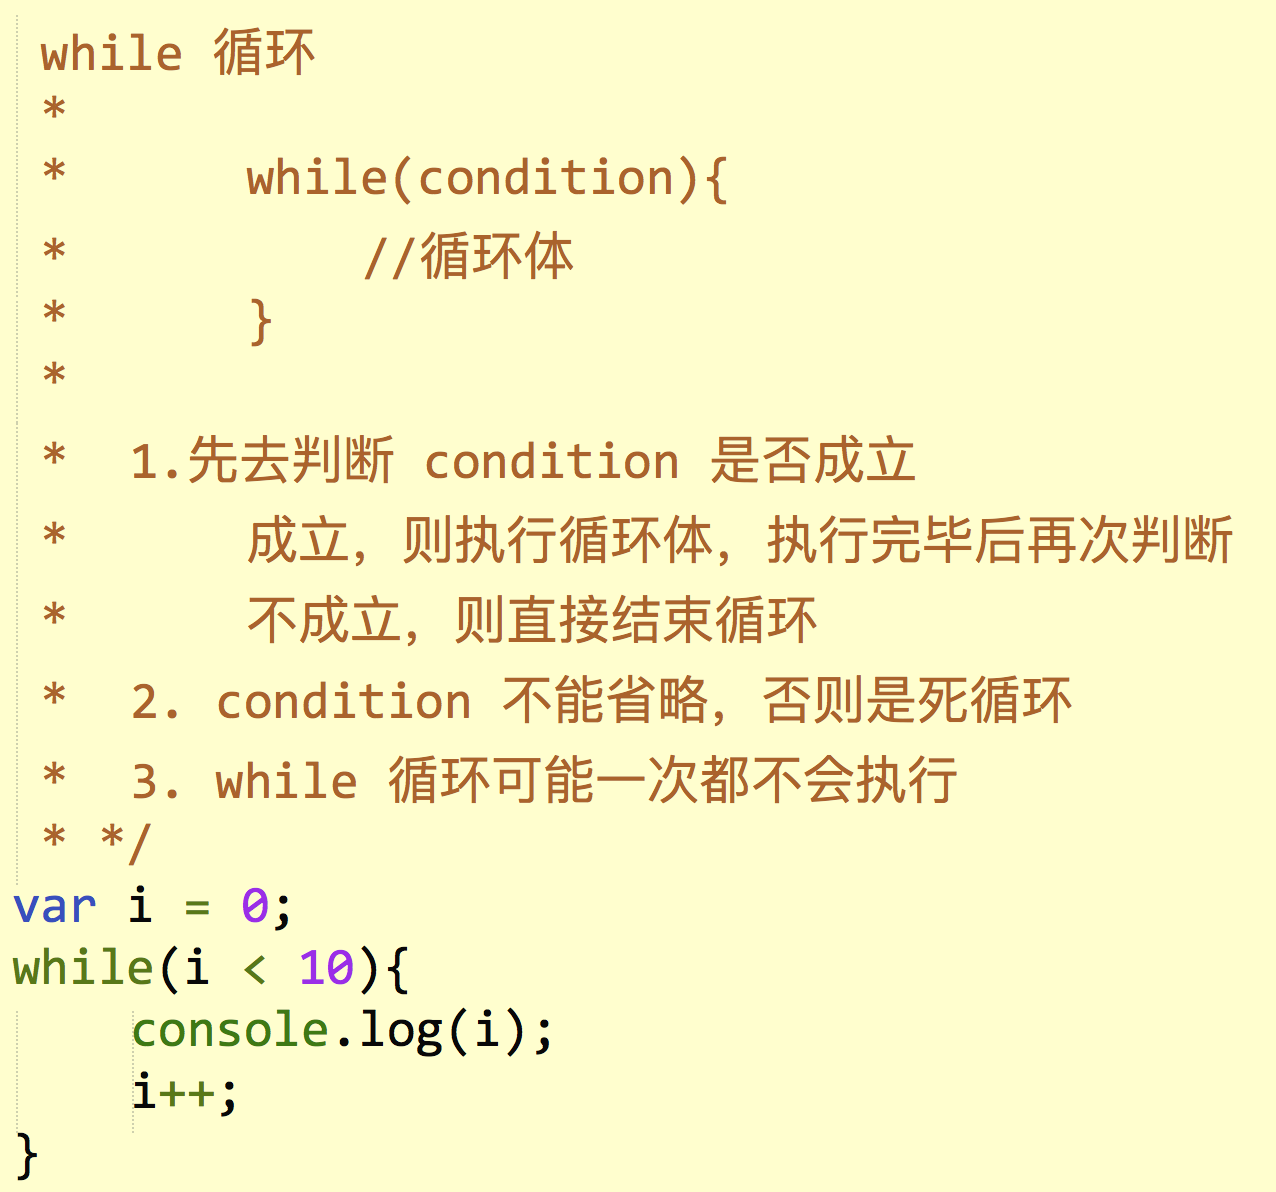 while 循环
*
*       while(condition){
*           //循环体
*       }
*
*  1.先去判断 condition 是否成立
*       成立，则执行循环体，执行完毕后再次判断
*       不成立，则直接结束循环
*  2. condition 不能省略，否则是死循环
*  3. while 循环可能一次都不会执行
* */
var i = 0;
while(i < 10){
    console.log(i);
    i++;
}